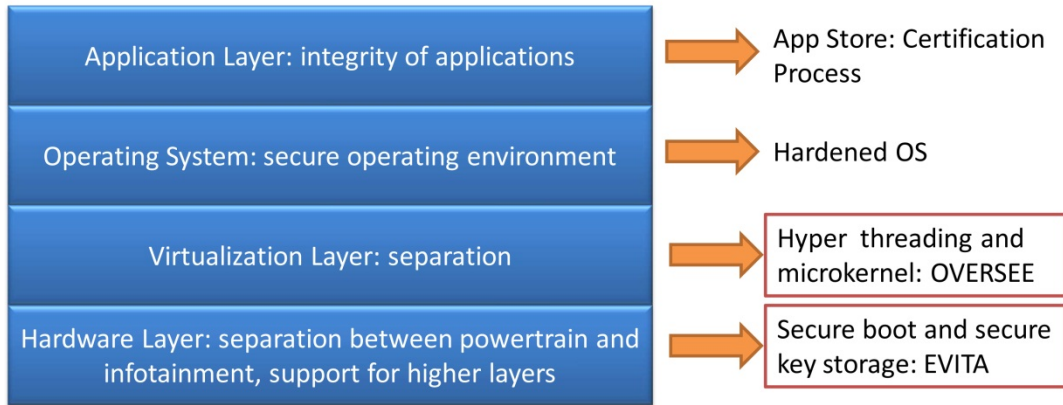 Application Layer: integrity of applications
App Store: Certification
Process
Operating System: secure operating environment
Hardened OS
Virtualization Layer: separation
Hyper threading and
microkernel: OVERSEE
Hardware Layer: separation between powertrain and
infotainment, support for higher layers
Secure boot and secure
key storage: EVITA